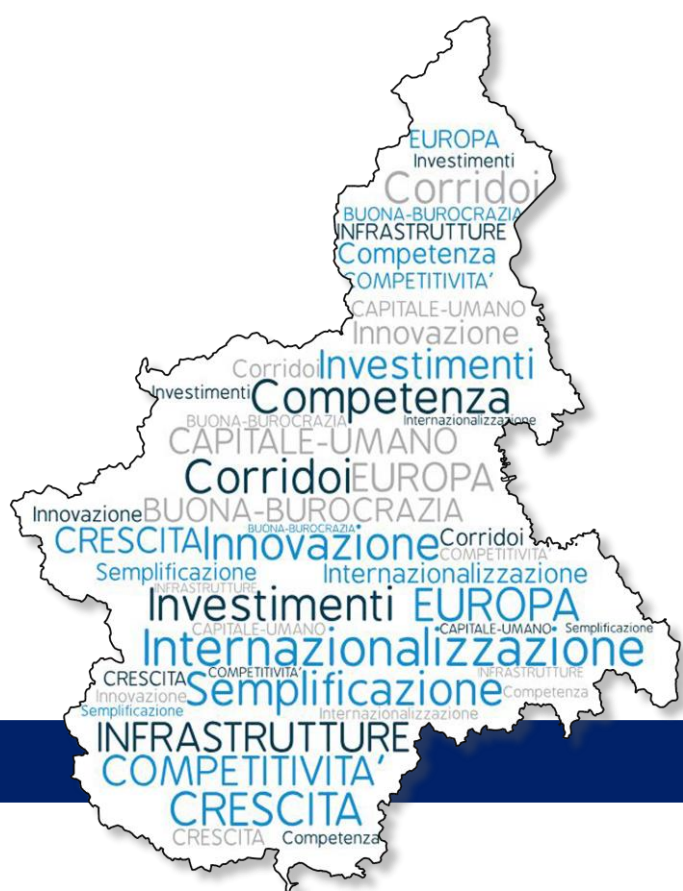 EUROPA
Investimenti
Corridoi
BUONA-BUROCRAZIA
INFRASTRUTTURE
Competenza
COMPETITIVITA'
CAPITALE-UMANO
Innovazione
Corridoi Investimenti
Investimenti Competenza
BUONA-BUROCRAZIA Internazionalizzazione
CAPITALE-UMANO
Corridoi EUROPA
Innovazione BUONA-BUROCRAZIA
BUONA-BUROCRAZIA
CRESCITA Innovazione Corridoi
COMPETITIVITA'
Semplificazione Internazionalizzazione
INFRASTRUTTURE
Investimenti EUROPA
CAPITALE-UMANO CAPITALE-UMANO Semplificazione
Internazionalizzazione
CRESCITA COMPETITIVITA' INFRASTRUTTURE
Innovazione Semplificazione Competenza
Semplificazione Internazionalizzazione
INFRASTRUTTURE
COMPETITIVITA'
CRESCITA
CRESCITA Competenza